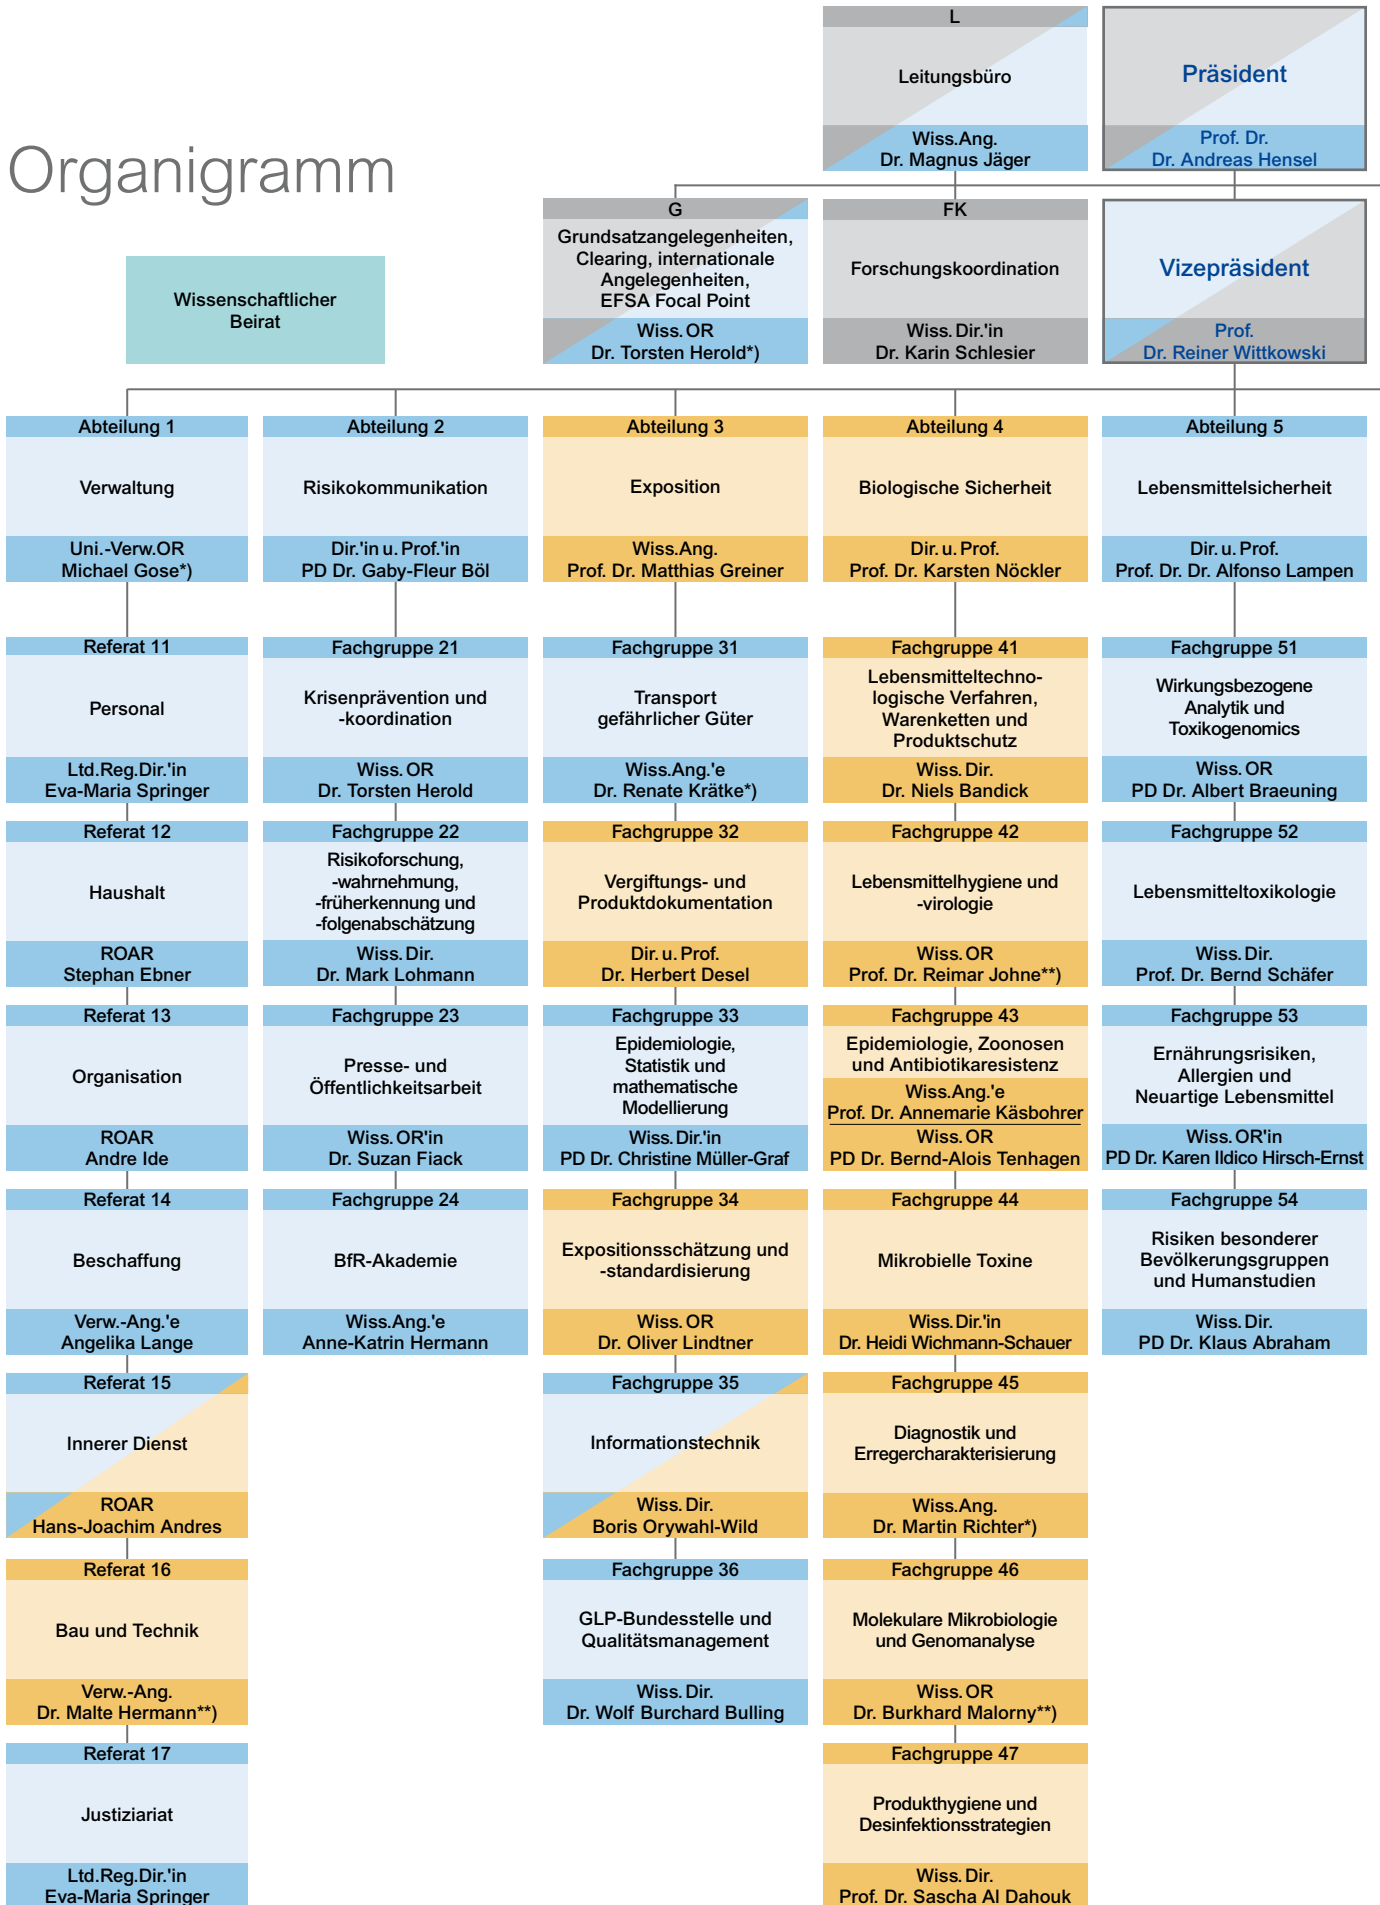 Organigramm
L
Leitungsbüro
Wiss.Ang.
Dr. Magnus Jäger
Präsident
Prof. Dr.
Dr. Andreas Hensel
G
Grundsatzangelegenheiten,
Clearing, internationale
Angelegenheiten,
EFSA Focal Point
Wiss. OR
Dr. Torsten Herold*)
FK
Forschungskoordination
Wiss. Dir.'in
Dr. Karin Schlesier
Vizepräsident
Prof.
Dr. Reiner Wittkowski
Wissenschaftlicher
Beirat
Abteilung 1
Verwaltung
Uni.-Verw.OR
Michael Gose*)
Referat 11
Personal
Ltd.Reg.Dir.'in
Eva-Maria Springer
Referat 12
Haushalt
ROAR
Stephan Ebner
Referat 13
Organisation
ROAR
Andre Ide
Referat 14
Beschaffung
Verw.-Ang.'e
Angelika Lange
Referat 15
Innerer Dienst
ROAR
Hans-Joachim Andres
Referat 16
Bau und Technik
Verw.-Ang.
Dr. Malte Hermann**)
Referat 17
Justiziariat
Ltd.Reg.Dir.'in
Eva-Maria Springer
Abteilung 2
Risikokommunikation
Dir.'in u. Prof.'in
PD Dr. Gaby-Fleur Böl
Fachgruppe 21
Krisenprävention und
-koordination
Wiss. OR
Dr. Torsten Herold
Fachgruppe 22
Risikoforschung,
-wahrnehmung,
-früherkennung und
-folgenabschätzung
Wiss. Dir.
Dr. Mark Lohmann
Fachgruppe 23
Presse- und
Öffentlichkeitsarbeit
Wiss. OR'in
Dr. Suzan Fiack
Fachgruppe 24
BfR-Akademie
Wiss.Ang.'e
Anne-Katrin Hermann
Abteilung 3
Exposition
Wiss.Ang.
Prof. Dr. Matthias Greiner
Fachgruppe 31
Transport
gefährlicher Güter
Wiss.Ang.'e
Dr. Renate Krätke*)
Fachgruppe 32
Vergiftungs- und
Produktdokumentation
Dir. u. Prof.
Dr. Herbert Desel
Fachgruppe 33
Epidemiologie,
Statistik und
mathematische
Modellierung
Wiss. Dir.'in
PD Dr. Christine Müller-Graf
Fachgruppe 34
Expositionsschätzung und
-standardisierung
Wiss. OR
Dr. Oliver Lindtner
Fachgruppe 35
Informationstechnik
Wiss. Dir.
Boris Orywahl-Wild
Fachgruppe 36
GLP-Bundesstelle und
Qualitätsmanagement
Wiss. Dir.
Dr. Wolf Burchard Bulling
Abteilung 4
Biologische Sicherheit
Dir. u. Prof.
Prof. Dr. Karsten Nöckler
Fachgruppe 41
Lebensmitteltechno-
logische Verfahren,
Warenketten und
Produktschutz
Wiss. Dir.
Dr. Niels Bandick
Fachgruppe 42
Lebensmittelhygiene und
-virologie
Wiss. OR
Prof. Dr. Reimar Johne**)
Fachgruppe 43
Epidemiologie, Zoonosen
und Antibiotikaresistenz
Wiss.Ang.'e
Prof. Dr. Annemarie Käsbohrer
Wiss. OR
PD Dr. Bernd-Alois Tenhagen
Fachgruppe 44
Mikrobielle Toxine
Wiss. Dir.'in
Dr. Heidi Wichmann-Schauer
Fachgruppe 45
Diagnostik und
Erregercharakterisierung
Wiss.Ang.
Dr. Martin Richter*)
Fachgruppe 46
Molekulare Mikrobiologie
und Genomanalyse
Wiss. OR
Dr. Burkhard Malorny**)
Fachgruppe 47
Produkthygiene und
Desinfektionsstrategien
Wiss. Dir.
Prof. Dr. Sascha Al Dahouk
Abteilung 5
Lebensmittelsicherheit
Dir. u. Prof.
Prof. Dr. Dr. Alfonso Lampen
Fachgruppe 51
Wirkungsbezogene
Analytik und
Toxikogenomics
Wiss. OR
PD Dr. Albert Braeuning
Fachgruppe 52
Lebensmitteltoxikologie
Wiss. Dir.
Prof. Dr. Bernd Schäfer
Fachgruppe 53
Ernährungsrisiken,
Allergien und
Neuartige Lebensmittel
Wiss. OR'in
PD Dr. Karen Ildico Hirsch-Ernst
Fachgruppe 54
Risiken besonderer
Bevölkerungsgruppen
und Humanstudien
Wiss. Dir.
PD Dr. Klaus Abraham